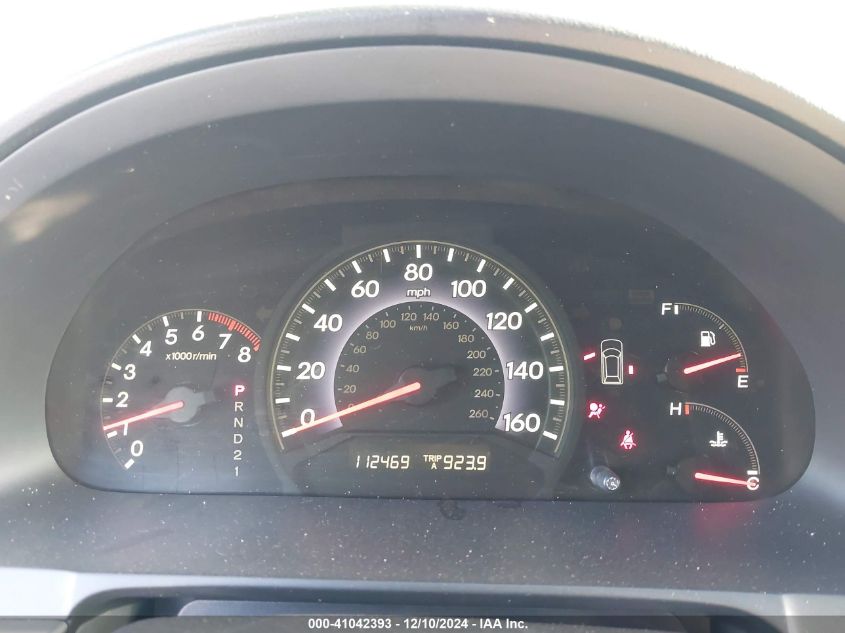 0 1 2 3 4 5 6 7 8
x1000r/min
P
R
N
D
2
1
0 20 40 60 80 100 120 140 160
mph
0 20 40 60 80 100 120 140 160 180 200 220 240 260
km/h
112469 TRIP A 923.9
F
E
H
C
000-41042393 - 12/10/2024 - IAA Inc.